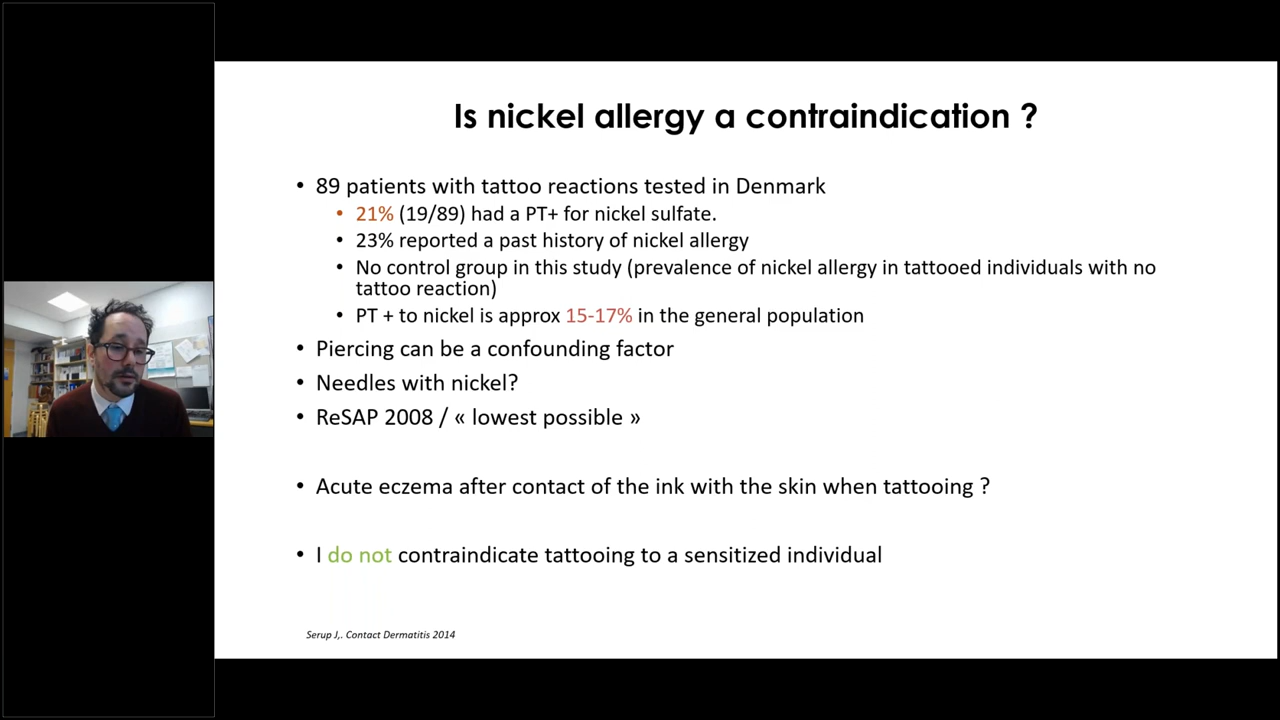 Is nickel allergy a contraindication ?
• 89 patients with tattoo reactions tested in Denmark
• 21% (19/89) had a PT+ for nickel sulfate.
• 23% reported a past history of nickel allergy
• No control group in this study (prevalence of nickel allergy in tattooed individuals with no
tattoo reaction)
• PT + to nickel is approx 15-17% in the general population
• Piercing can be a confounding factor
• Needles with nickel?
• ReSAP 2008 / « lowest possible »
• Acute eczema after contact of the ink with the skin when tattooing ?
• I do not contraindicate tattooing to a sensitized individual
Serup J,. Contact Dermatitis 2014